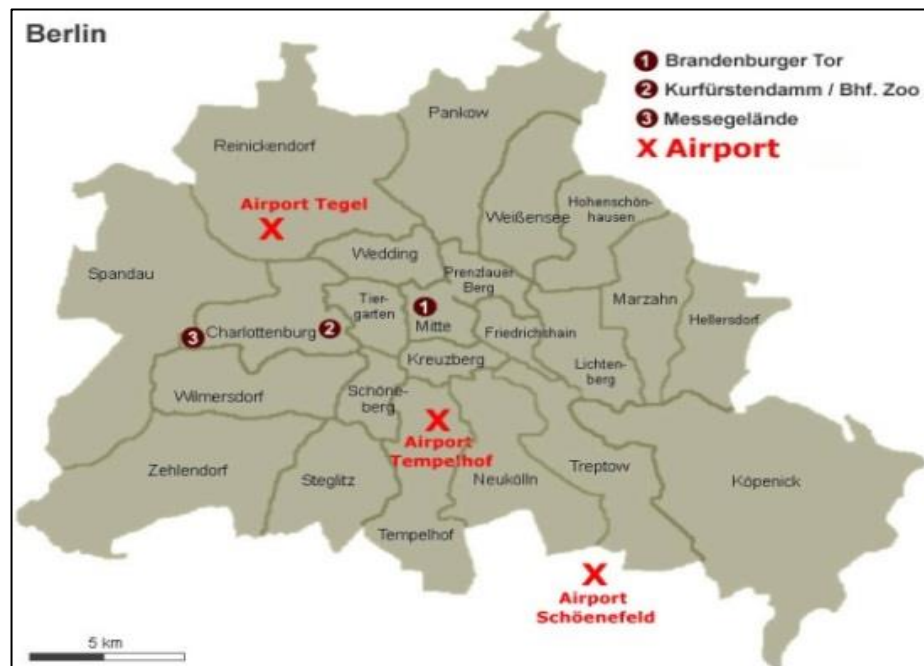 Berlin
1 Brandenburger Tor
2 Kurfürstendamm / Bhf. Zoo
3 Messegelände
X Airport
Pankow
Reinickendorf
Airport Tegel
X
Weißensee
Hohenschön-
hausen
Wedding
Spandau
Prenzlauer
Berg
Tier-
garten
1
Mitte
Marzahn
Hellersdorf
3
Charlottenburg
2
Friedrichshain
Kreuzberg
Lichten-
berg
Wilmersdorf
Schöne-
berg
X
Airport
Tempelhof
Zehlendorf
Steglitz
Neukölln
Treptow
Köpenick
Tempelhof
X
Airport
Schöenefeld
5 km